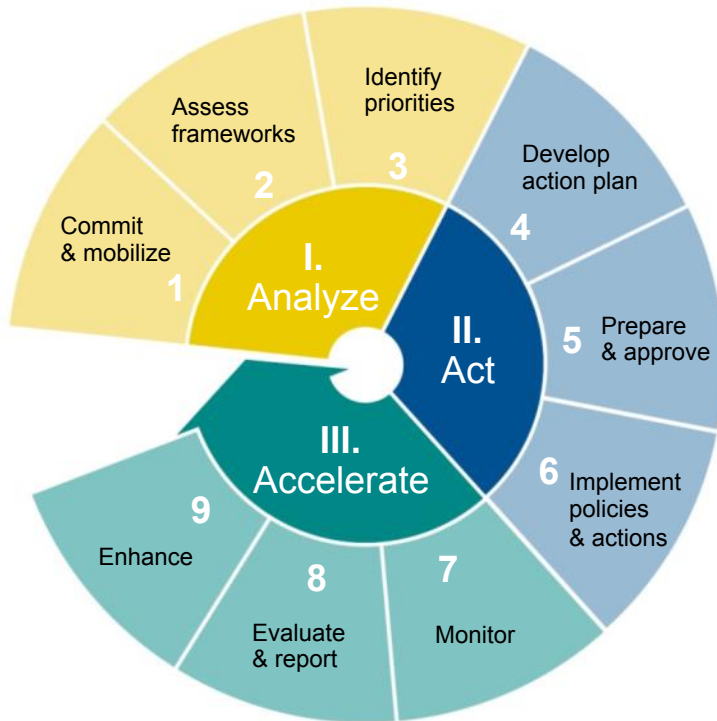 I.
Analyze
1
Commit
& mobilize
2
Assess
frameworks
3
Identify
priorities
II.
Act
4
Develop
action plan
5
Prepare
& approve
6
Implement
policies
& actions
III.
Accelerate
7
Monitor
8
Evaluate
& report
9
Enhance